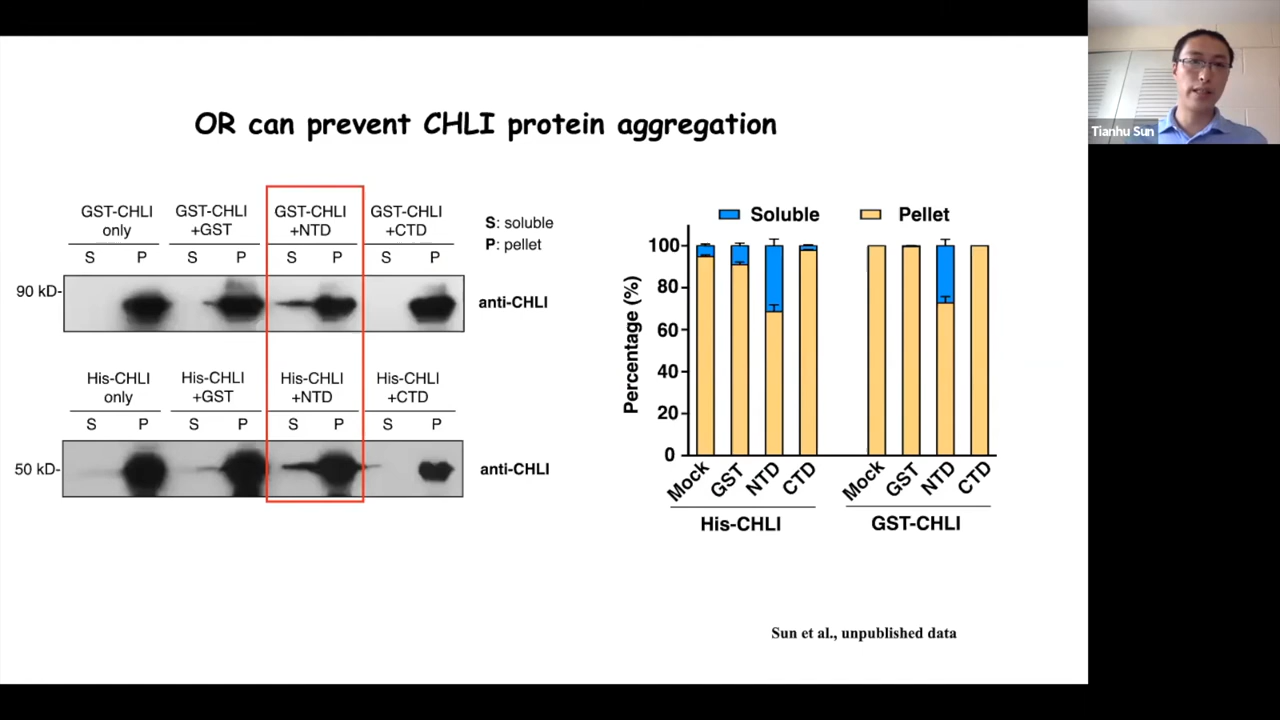 OR can prevent CHLI protein aggregation
Tianhu Sun
GST-CHLI only
GST-CHLI +GST
GST-CHLI +NTD
GST-CHLI +CTD
S P S P S P S P
90 kD-
anti-CHLI
S: soluble
P: pellet
His-CHLI only
His-CHLI +GST
His-CHLI +NTD
His-CHLI +CTD
S P S P S P S P
50 kD-
anti-CHLI
Soluble Pellet
Percentage (%)
100
80
60
40
20
0
Mock GST NTD CTD Mock GST NTD CTD
His-CHLI GST-CHLI
Sun et al., unpublished data